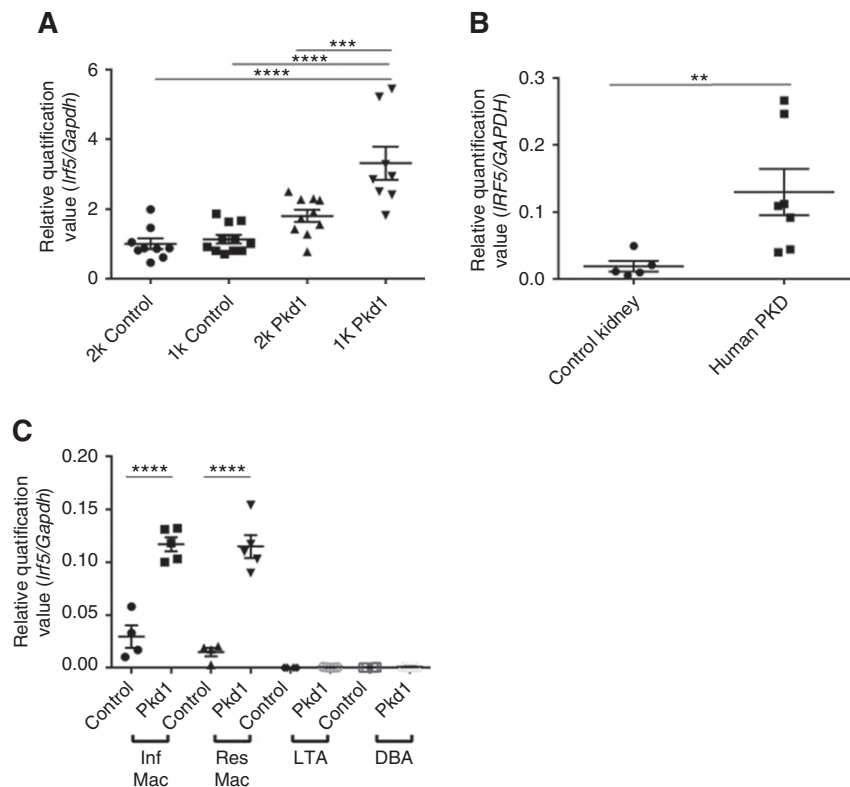 A
Relative quatification
value (Irf5/Gapdh)
6
4
2
0
***
****
****
2k Control
1k Control
2k Pkd1
1K Pkd1
B
Relative quantification
value (IRF5/GAPDH)
0.3
0.2
0.1
0.0
**
Control kidney
Human PKD
C
Relative quatification
value (Irf5/Gapdh)
0.20
0.15
0.10
0.05
0.00
**** ****
Control Pkd1 Control Pkd1 Control Pkd1 Control Pkd1
Inf Res LTA DBA
Mac Mac